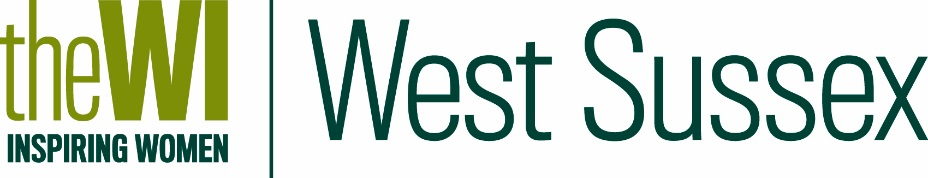 theWI
INSPIRING WOMEN
West Sussex